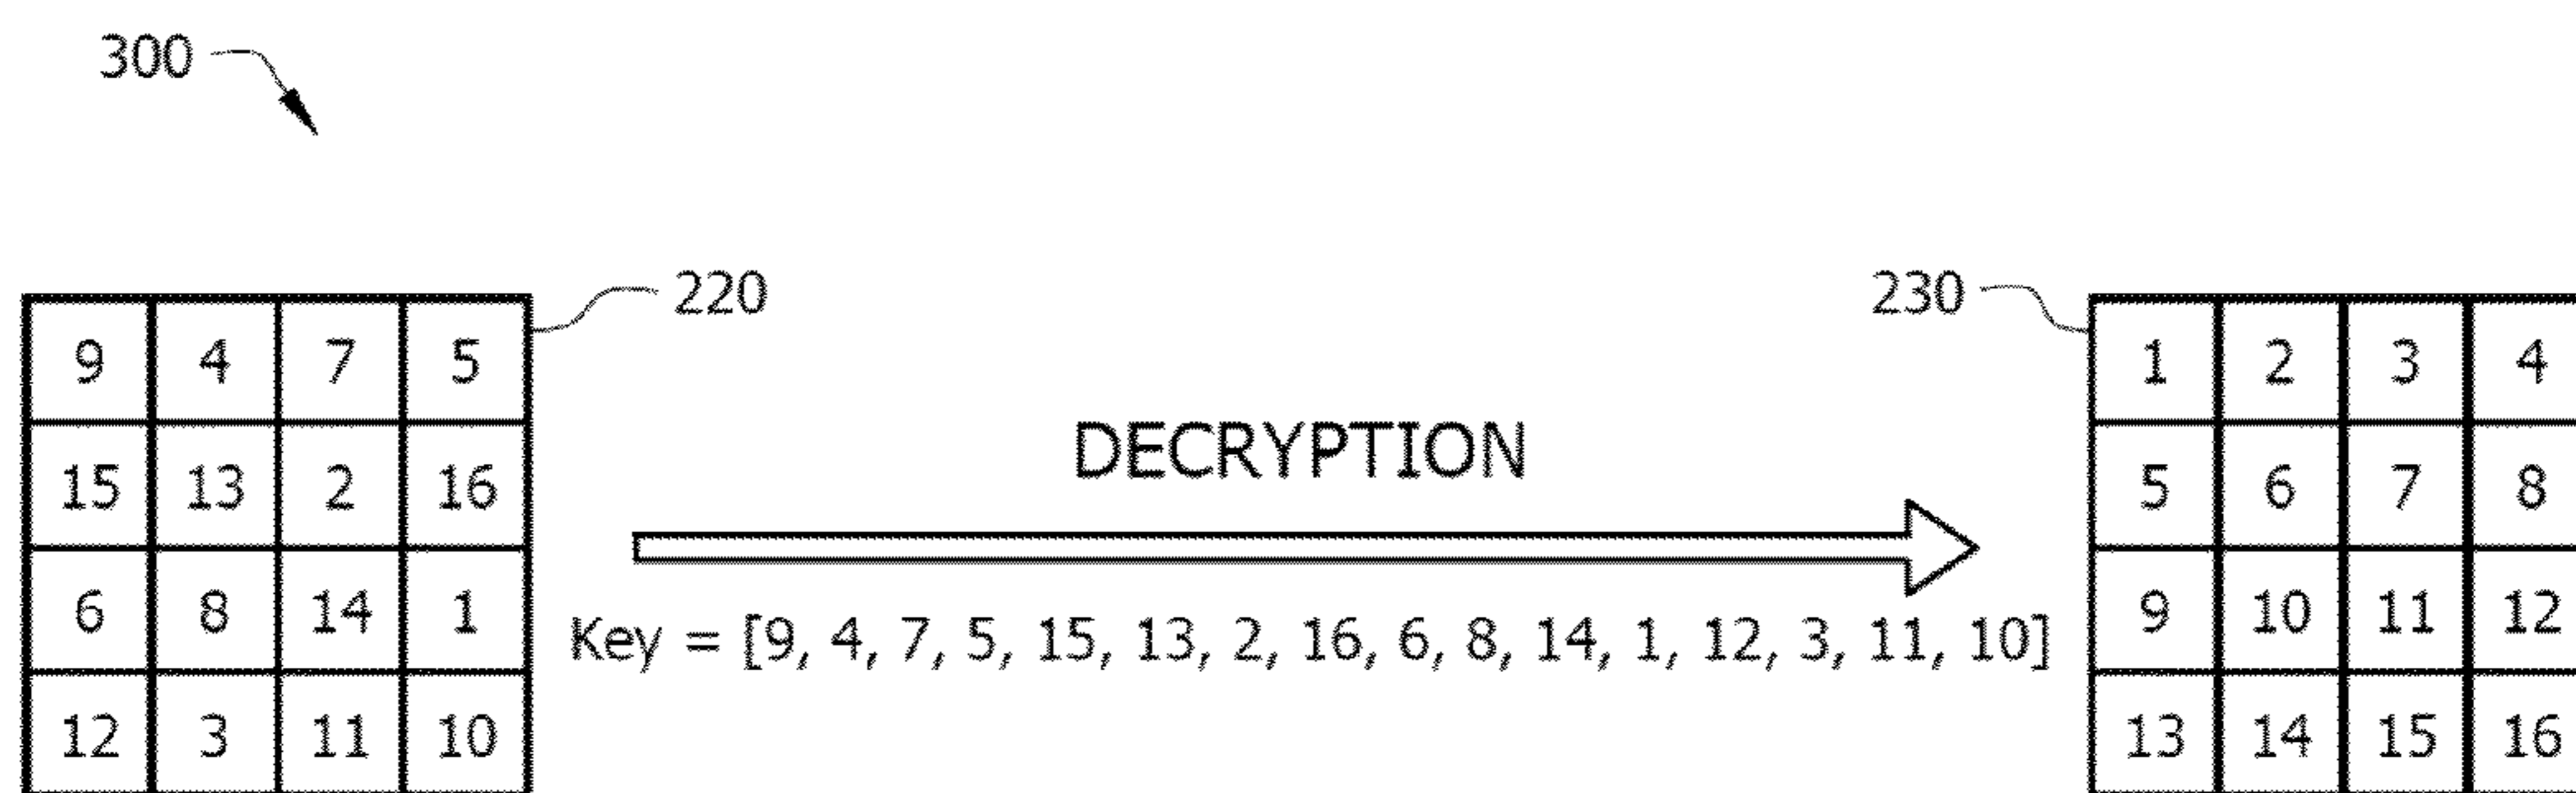 300
220
230
9 4 7 5
15 13 2 16
6 8 14 1
12 3 11 10
DECRYPTION
Key = [9, 4, 7, 5, 15, 13, 2, 16, 6, 8, 14, 1, 12, 3, 11, 10]
1 2 3 4
5 6 7 8
9 10 11 12
13 14 15 16